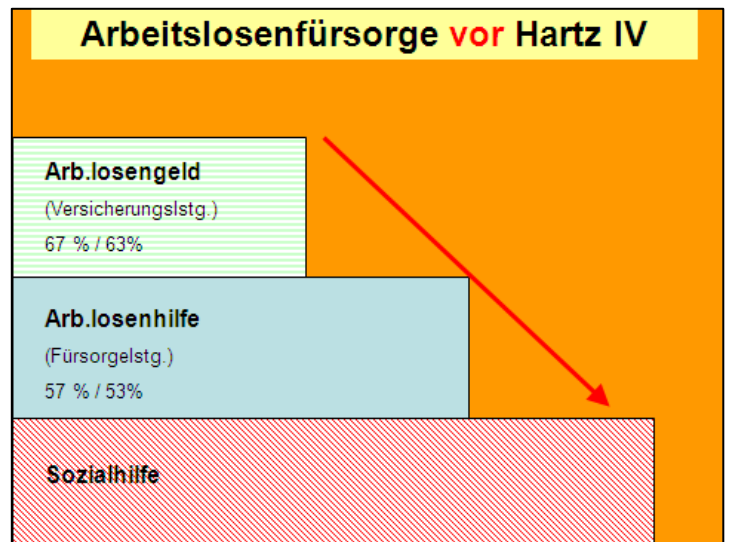 Arbeitslosenfürsorge vor Hartz IV
Arb.losengeld
(Versicherungslstg.)
67 % / 63%
Arb.losenhilfe
(Fürsorgelstg.)
57 % / 53%
Sozialhilfe